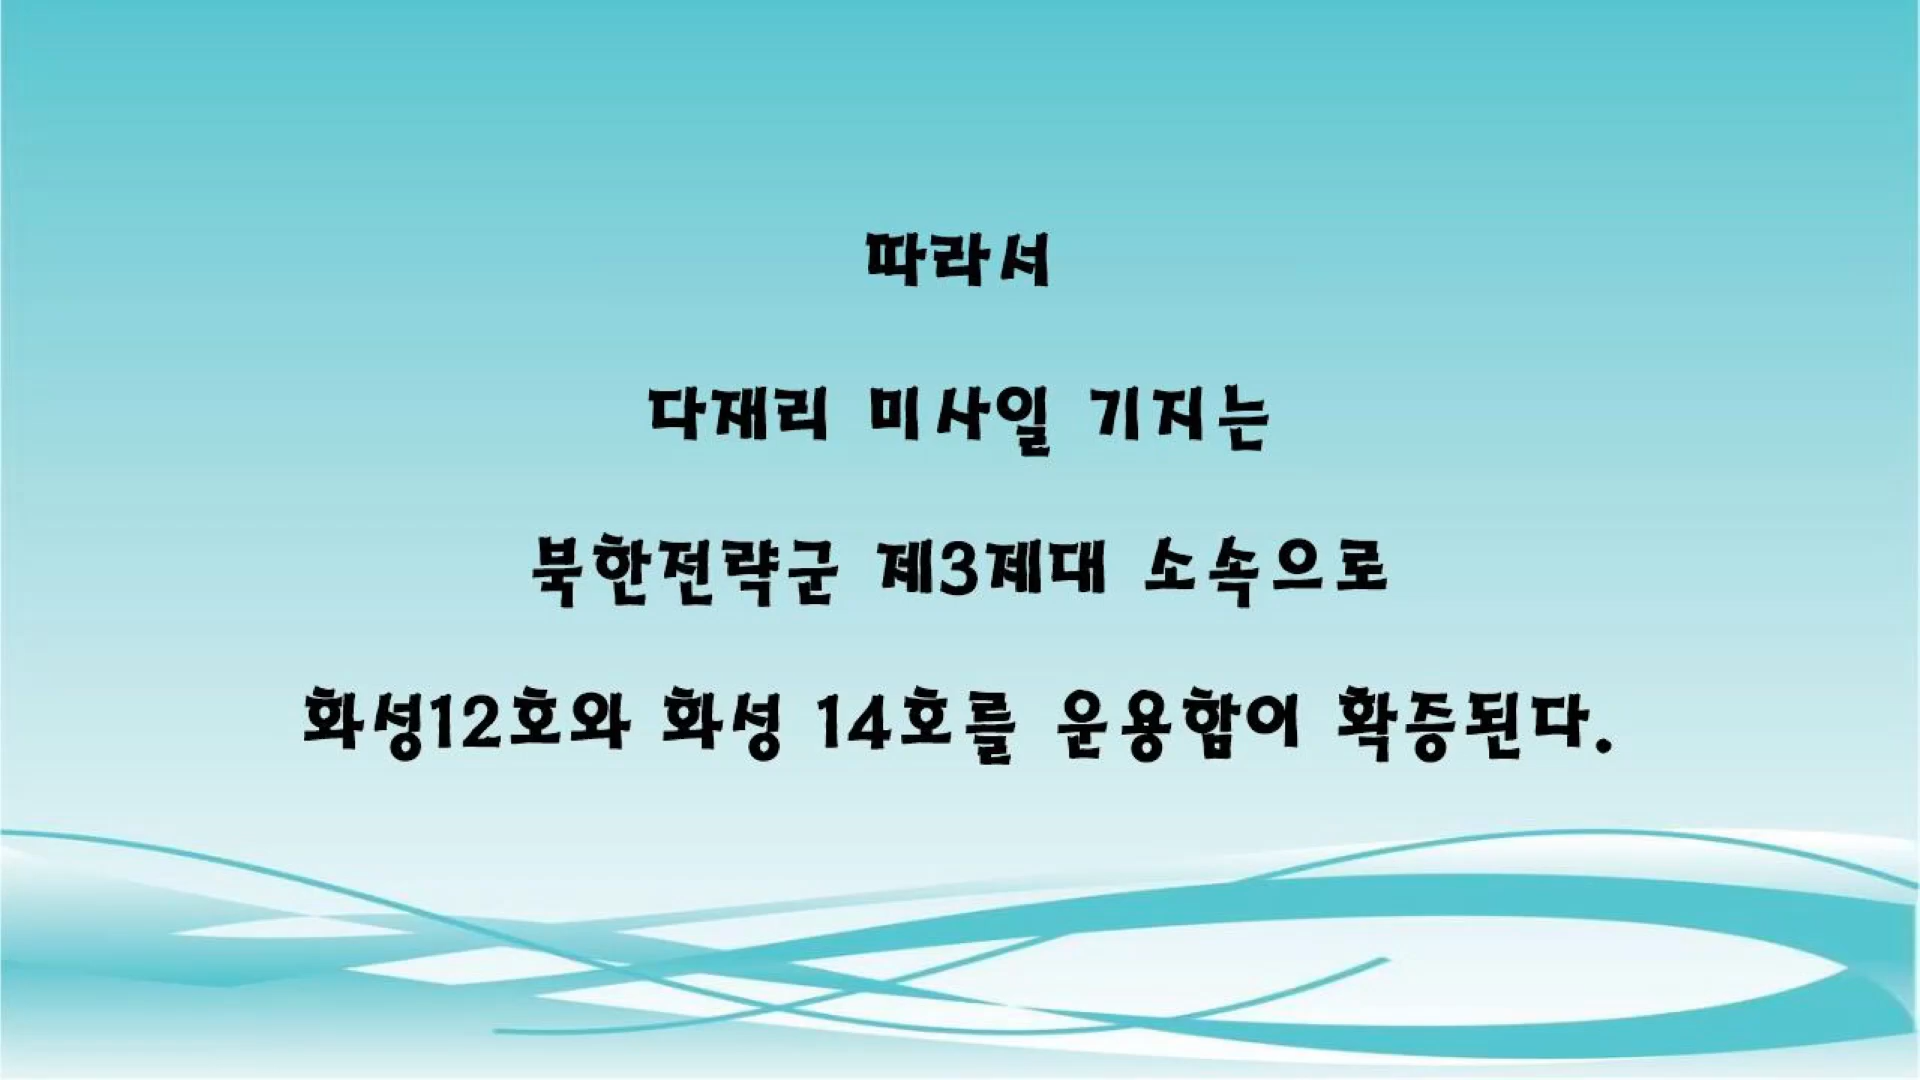 따라서
다재리 미사일 기지는
북한전략군 제3제대 소속으로
화성12호와 화성 14호를 운용함이 확증된다.